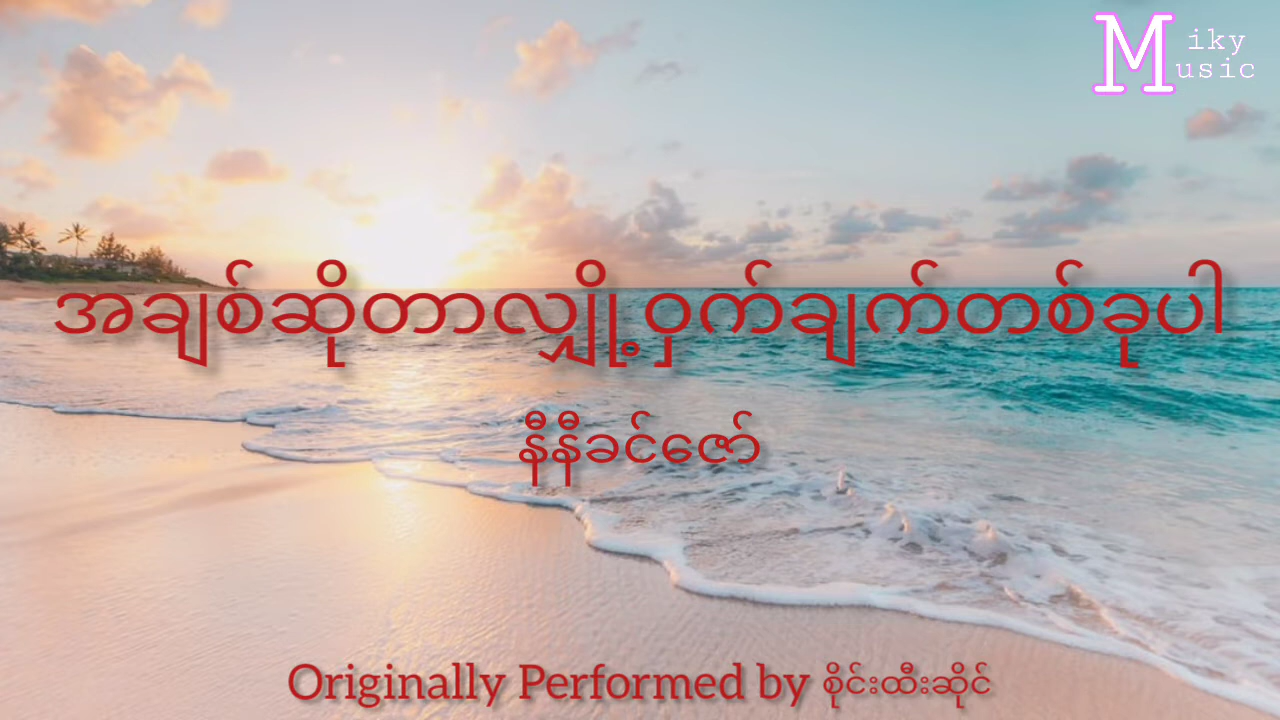 Miky
Music
အချစ်ဆိုတာလျှို့ဝှက်ချက်တစ်ခုပါ
နီနီခင်ဇော်
Originally Performed by စိုင်းထီးဆိုင်